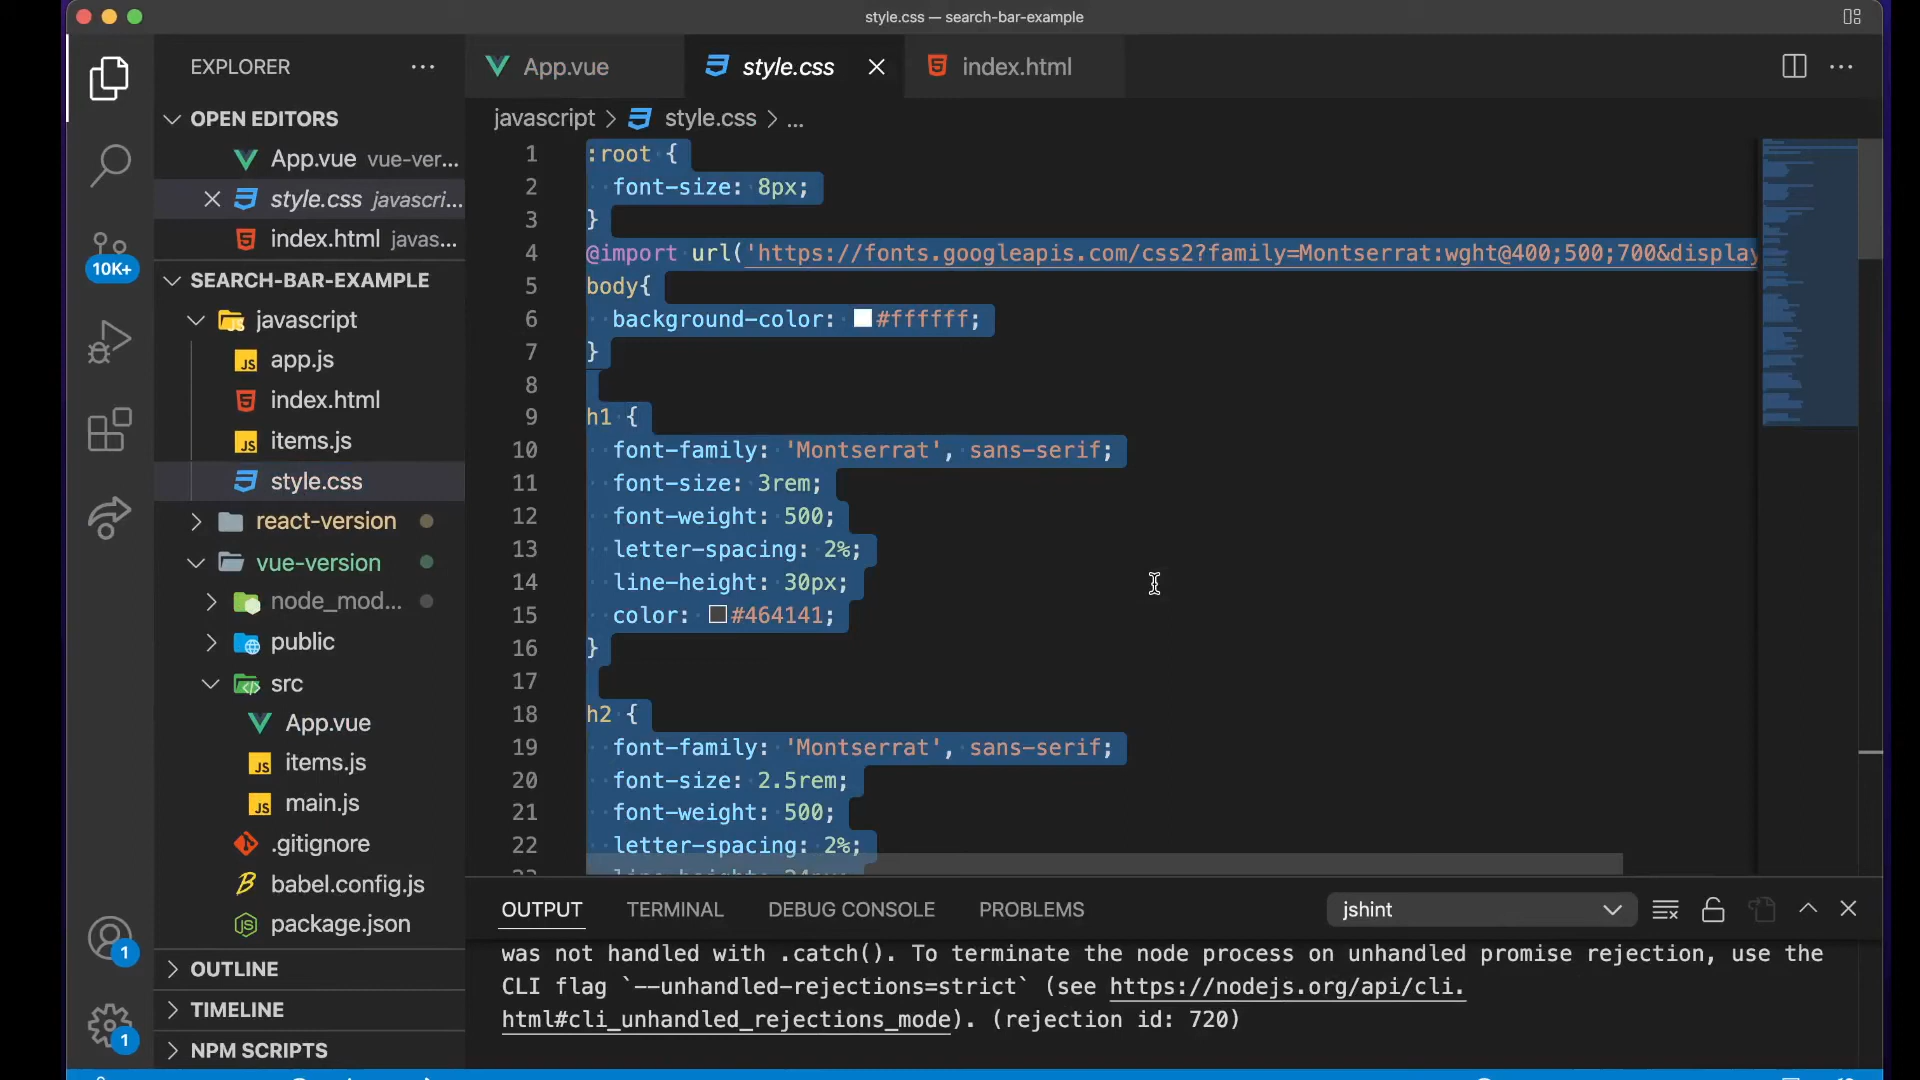 style.css — search-bar-example
EXPLORER
App.vue
style.css
index.html
OPEN EDITORS
App.vue vue-ver...
style.css javascri...
index.html javas...
SEARCH-BAR-EXAMPLE
javascript
app.js
index.html
items.js
style.css
react-version
vue-version
node_mod...
public
src
App.vue
items.js
main.js
.gitignore
babel.config.js
package.json
OUTLINE
TIMELINE
NPM SCRIPTS
10K+
1
1
javascript > style.css > ...
1 :root {
2 font-size: 8px;
3 }
4 @import url('https://fonts.googleapis.com/css2?family=Montserrat:wght@400;500;700&display
5 body{
6 background-color: #ffffff;
7 }
8
9 h1 {
10 font-family: 'Montserrat', sans-serif;
11 font-size: 3rem;
12 font-weight: 500;
13 letter-spacing: 2%;
14 line-height: 30px;
15 color: #464141;
16 }
17
18 h2 {
19 font-family: 'Montserrat', sans-serif;
20 font-size: 2.5rem;
21 font-weight: 500;
22 letter-spacing: 2%;
OUTPUT TERMINAL DEBUG CONSOLE PROBLEMS jshint
was not handled with .catch(). To terminate the node process on unhandled promise rejection, use the
CLI flag `--unhandled-rejections=strict` (see https://nodejs.org/api/cli.
html#cli_unhandled_rejections_mode). (rejection id: 720)